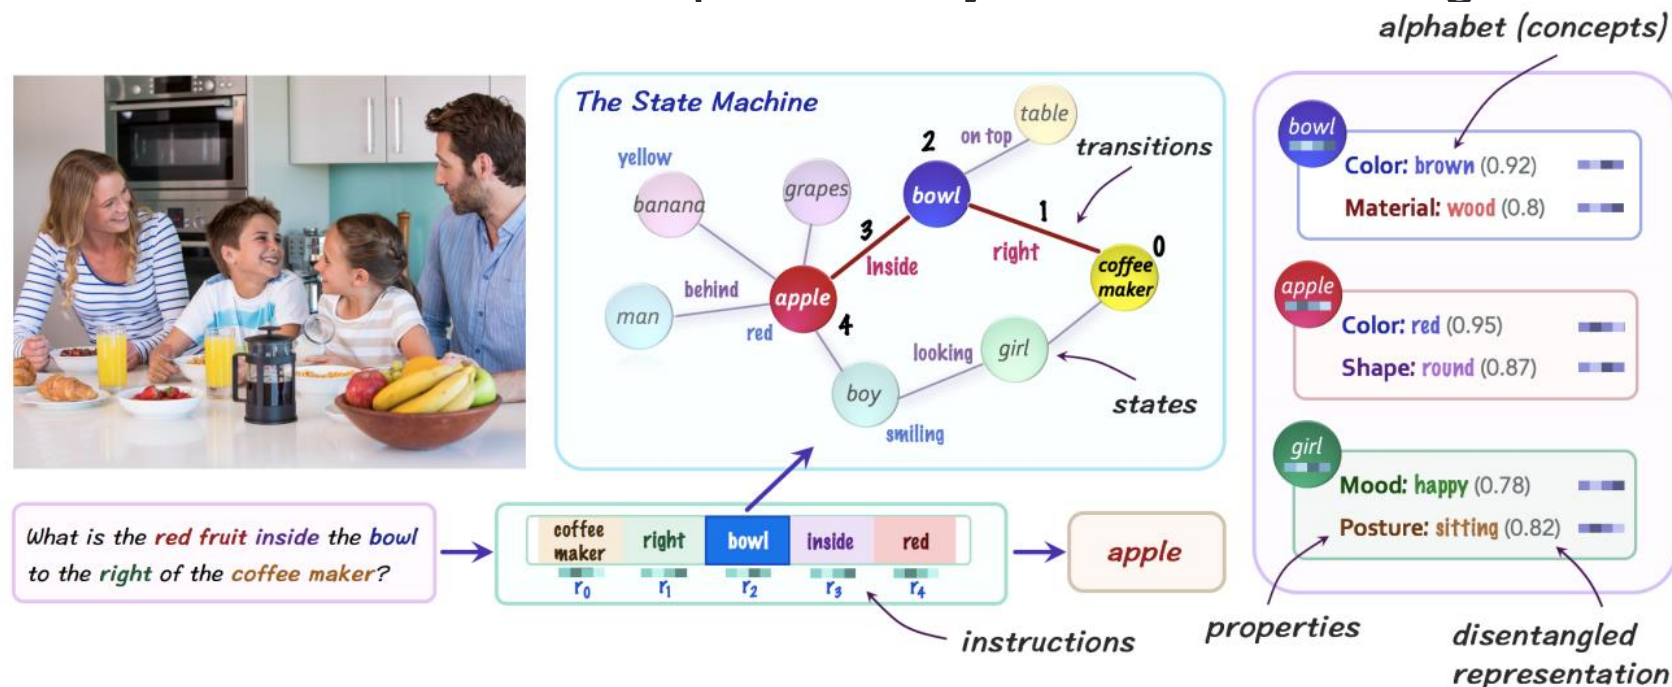 alphabet (concepts)
The State Machine
table
2
on top
transitions
yellow
banana
grapes
bowl
1
3
right
0
coffee
maker
Inside
behind
apple
man
4
red
looking
girl
boy
states
smiling
bowl
Color: brown (0.92)
Material: wood (0.8)
apple
Color: red (0.95)
Shape: round (0.87)
girl
Mood: happy (0.78)
Posture: sitting (0.82)
What is the red fruit inside the bowl
to the right of the coffee maker?
coffee
maker
right
bowl
inside
red
r0
r1
r2
r3
r4
apple
instructions
properties
disentangled
representation